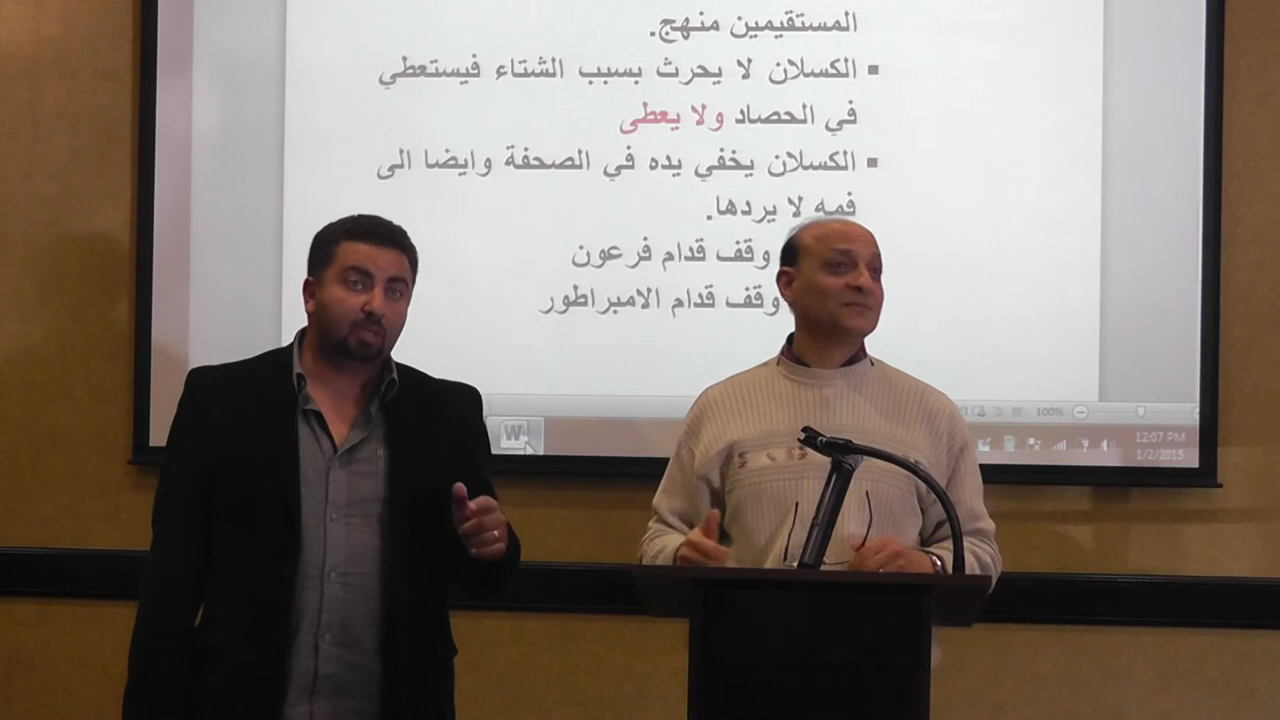 المستقيمين منهج.
▪ الكسلان لا يحرث بسبب الشتاء فيستعطي
في الحصاد ولا يعطى
▪ الكسلان يخفي يده في الصحفة وايضا الى
فمه لا يردها.
وقف قدام فرعون
وقف قدام الامبراطور
100%
W
12:07 PM
1/2/2015